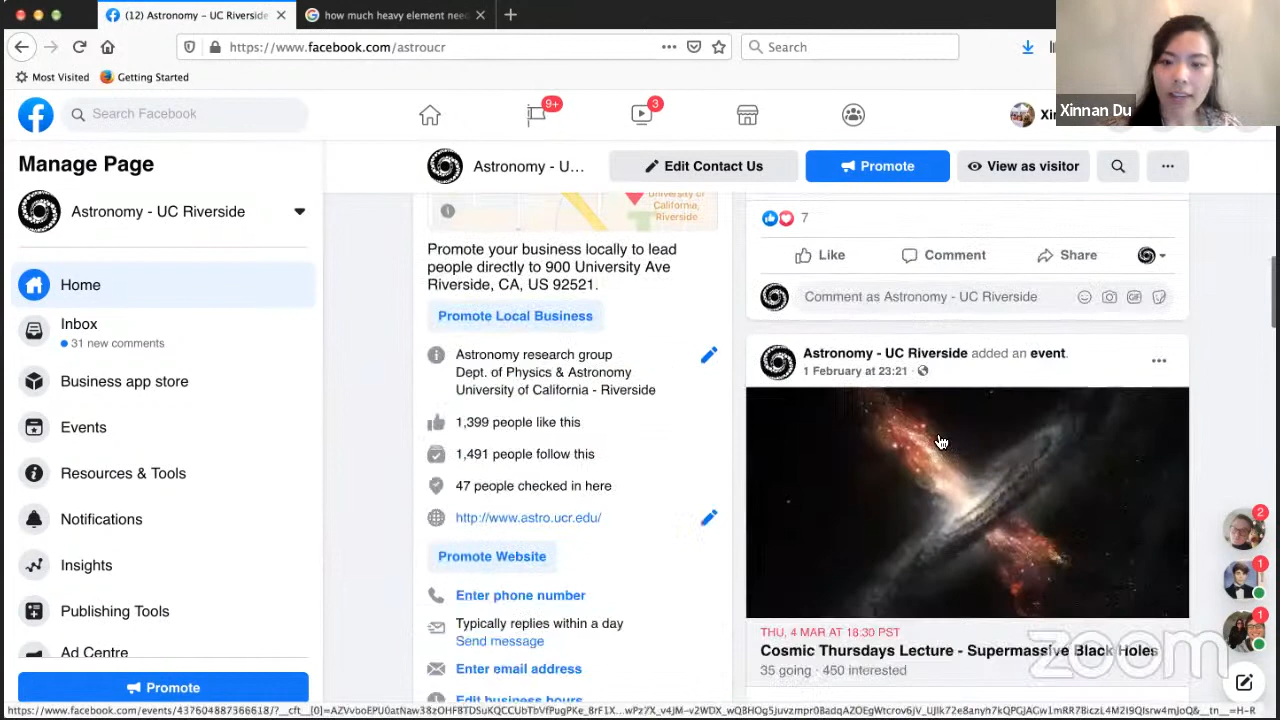 (12) Astronomy – UC Riverside
how much heavy element nee
https://www.facebook.com/astroucr
Search
Most Visited
Getting Started
Xinnan Du
Search Facebook
9+
3
Xin
Manage Page
Astronomy - U...
Edit Contact Us
Promote
View as visitor
Astronomy - UC Riverside
Home
Inbox
31 new comments
Business app store
Events
Resources & Tools
Notifications
Insights
Publishing Tools
Ad Centre
Promote
University of
California,
Riverside
Promote your business locally to lead
people directly to 900 University Ave
Riverside, CA, US 92521.
Promote Local Business
Astronomy research group
Dept. of Physics & Astronomy
University of California - Riverside
1,399 people like this
1,491 people follow this
47 people checked in here
http://www.astro.ucr.edu/
Promote Website
Enter phone number
Typically replies within a day
Send message
Enter email address
Edit business hours
7
Like
Comment
Share
Comment as Astronomy - UC Riverside
GIF
Astronomy - UC Riverside added an event.
1 February at 23:21
THU, 4 MAR AT 18:30 PST
Cosmic Thursdays Lecture - Supermassive Black Holes
35 going · 450 interested
2
1
1
zoom